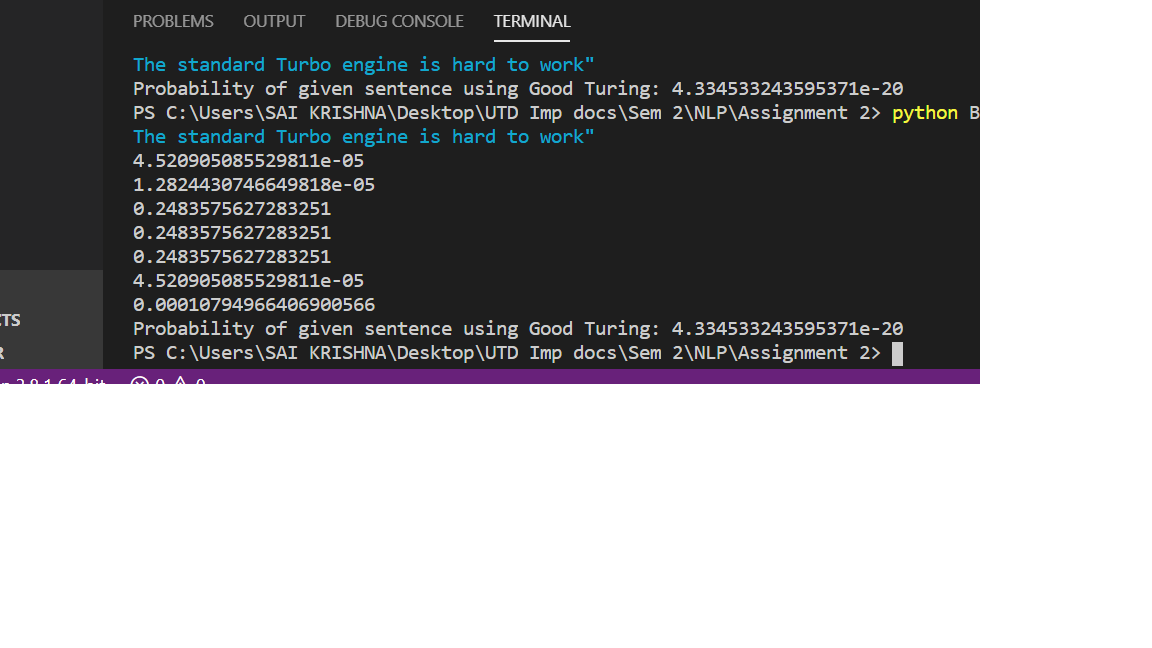 PROBLEMS OUTPUT DEBUG CONSOLE TERMINAL
The standard Turbo engine is hard to work"
Probability of given sentence using Good Turing: 4.334533243595371e-20
PS C:\Users\SAI KRISHNA\Desktop\UTD Imp docs\Sem 2\NLP\Assignment 2> python B
The standard Turbo engine is hard to work"
4.520905085529811e-05
1.2824430746649818e-05
0.2483575627283251
0.2483575627283251
0.2483575627283251
4.520905085529811e-05
0.00010794966406900566
CTS
Probability of given sentence using Good Turing: 4.334533243595371e-20
R
PS C:\Users\SAI KRISHNA\Desktop\UTD Imp docs\Sem 2\NLP\Assignment 2>
3.8.1 64-bit 0 0